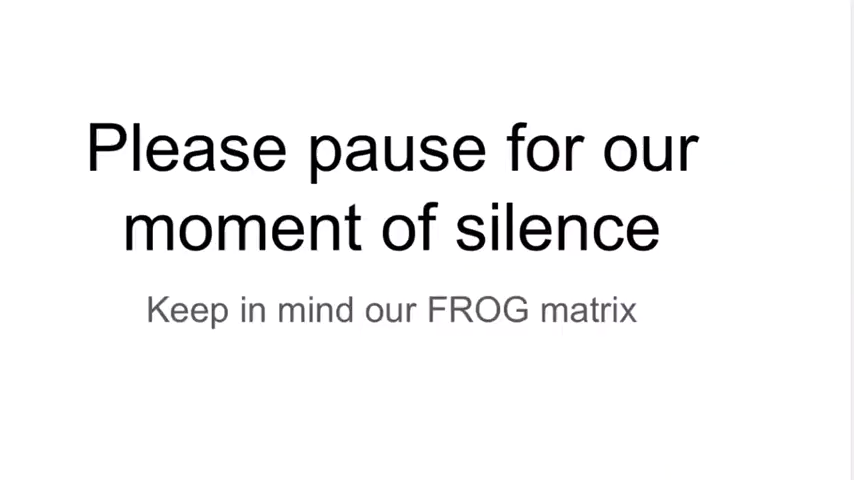 Please pause for our
moment of silence
Keep in mind our FROG matrix